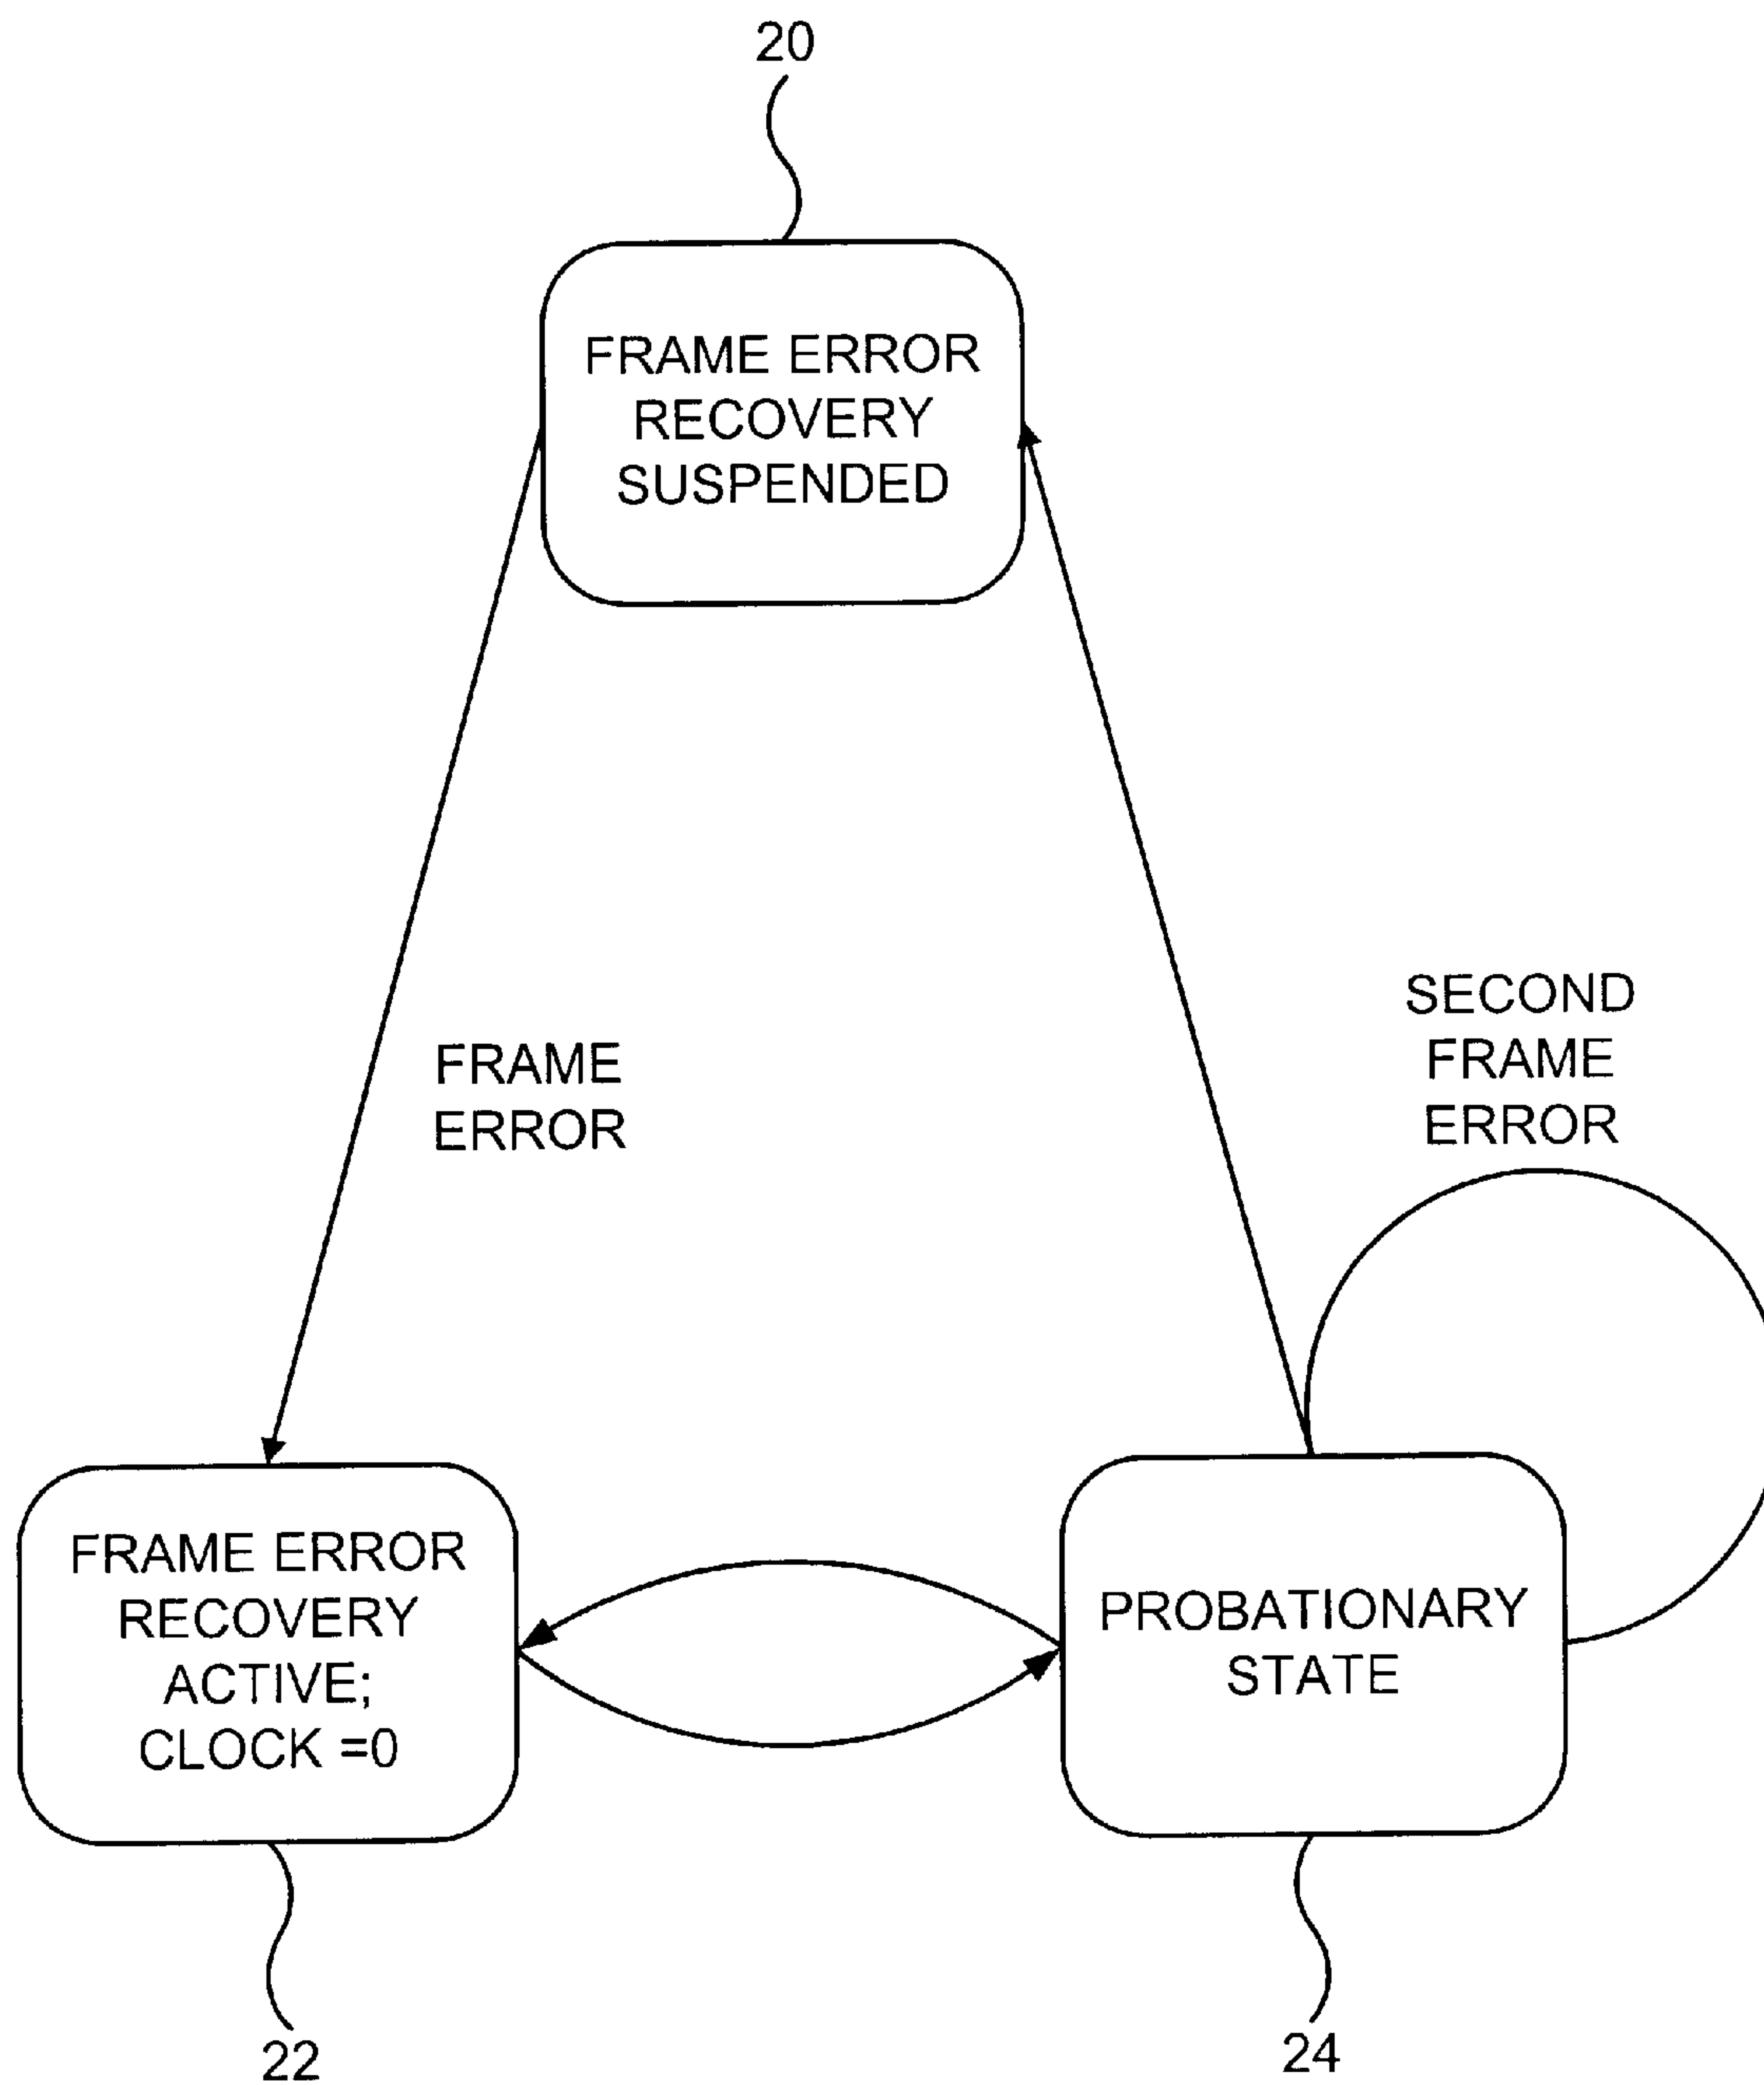 20
FRAME ERROR
RECOVERY
SUSPENDED
FRAME
ERROR
SECOND
FRAME
ERROR
FRAME ERROR
RECOVERY
ACTIVE;
CLOCK =0
PROBATIONARY
STATE
22
24